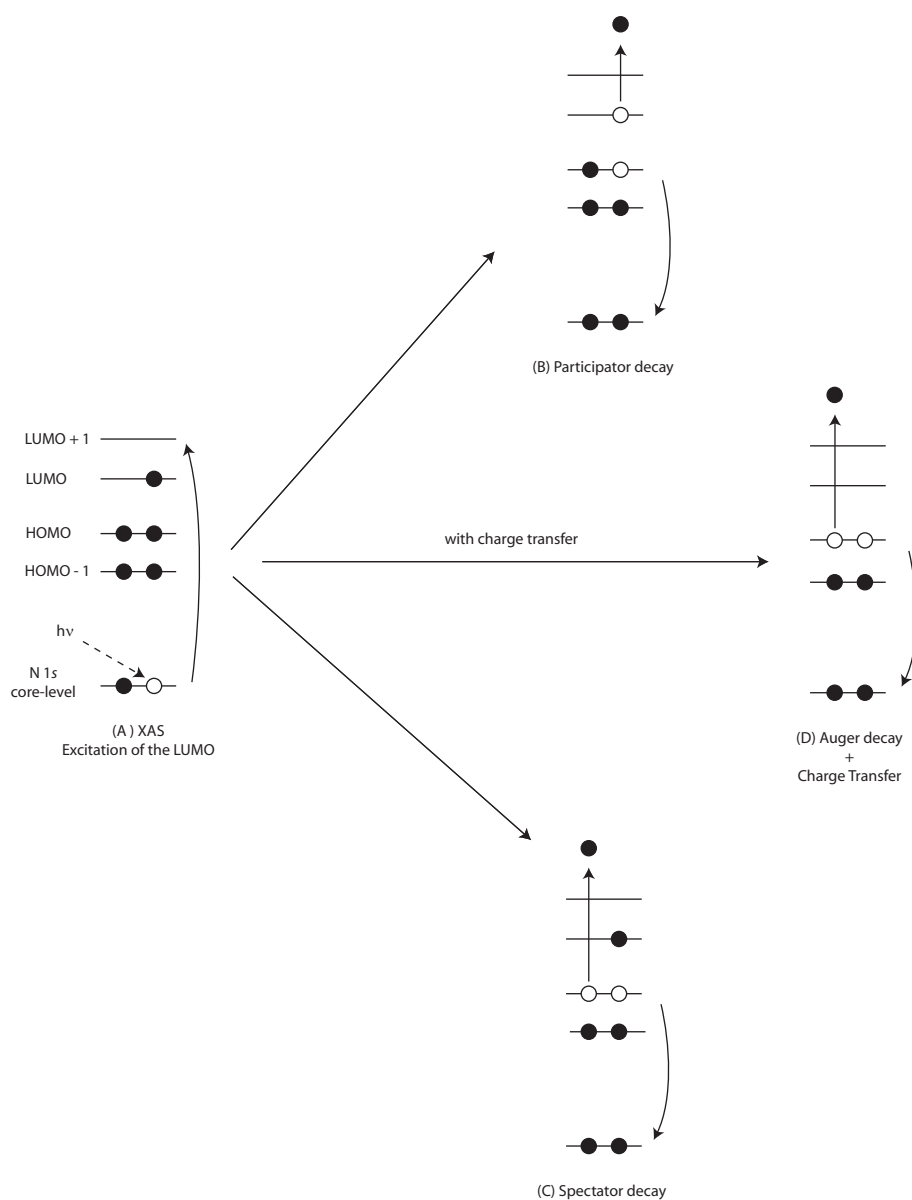 (B) Participator decay
LUMO + 1
LUMO
HOMO
HOMO - 1
hν
N 1s
core-level
(A ) XAS
Excitation of the LUMO
with charge transfer
(D) Auger decay
+
Charge Transfer
(C) Spectator decay